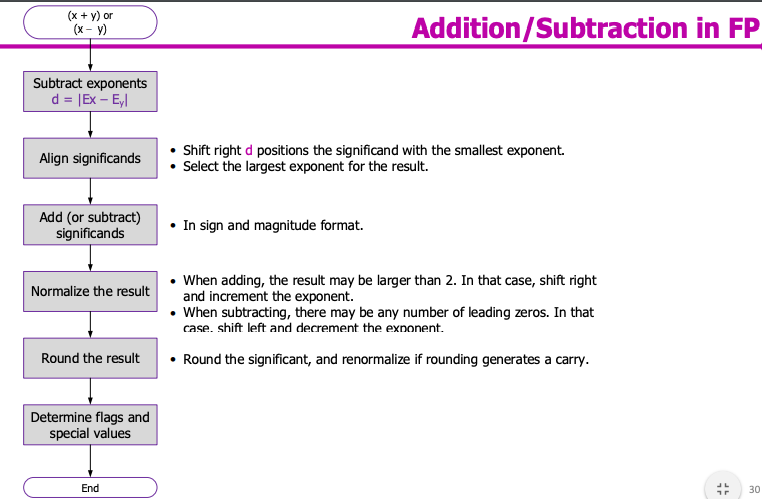 (x + y) or
(x – y)
Addition/Subtraction in FP
Subtract exponents
d = |Ex – Ey|
Align significands
• Shift right d positions the significand with the smallest exponent.
• Select the largest exponent for the result.
Add (or subtract)
significands
• In sign and magnitude format.
Normalize the result
• When adding, the result may be larger than 2. In that case, shift right
and increment the exponent.
• When subtracting, there may be any number of leading zeros. In that
case, shift left and decrement the exponent.
Round the result
• Round the significant, and renormalize if rounding generates a carry.
Determine flags and
special values
End
30